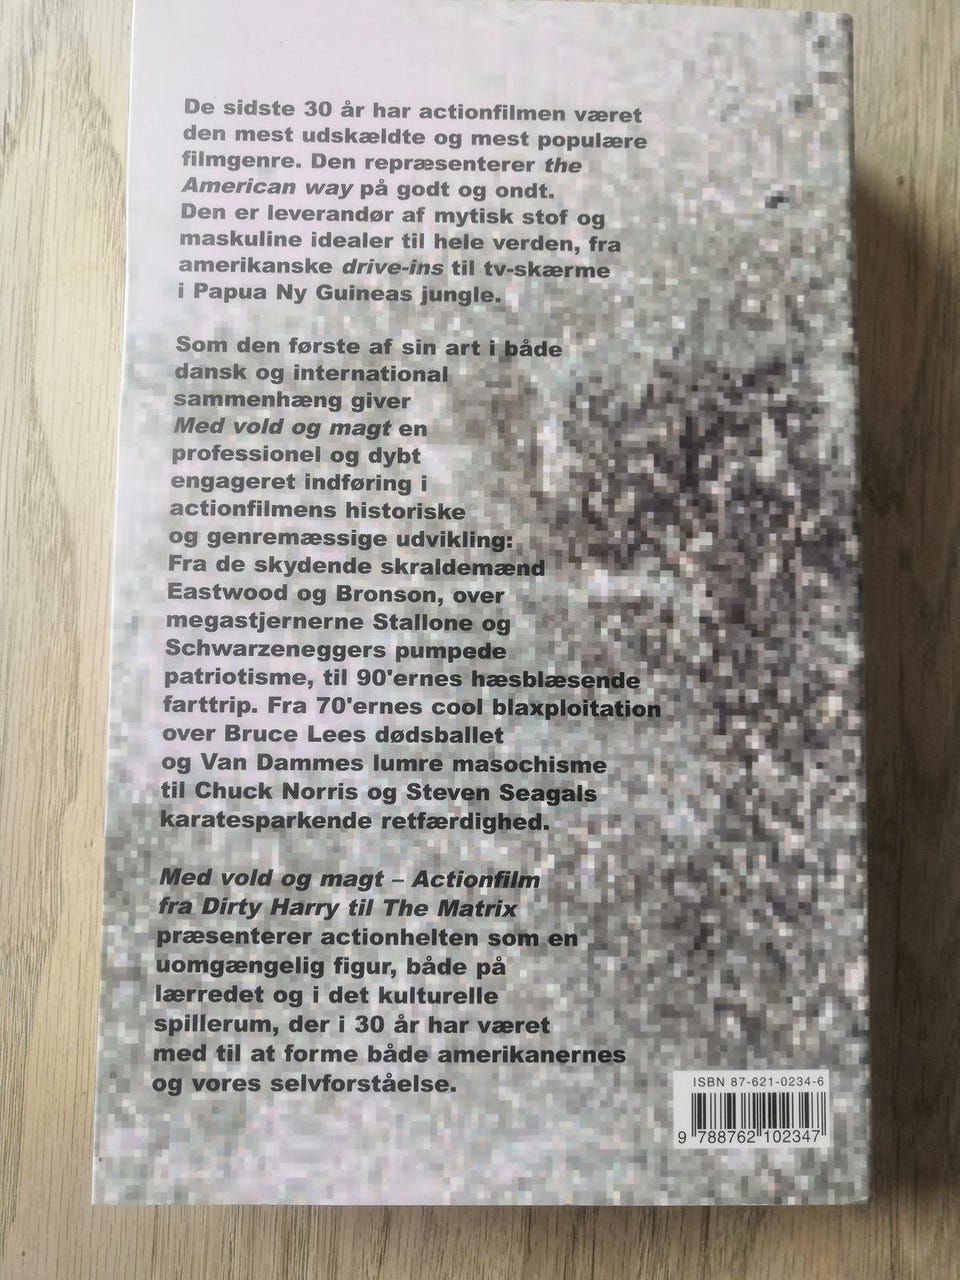 De sidste 30 år har actionfilmen været
den mest udskældte og mest populære
filmgenre. Den repræsenterer the
American way på godt og ondt.
Den er leverandør af mytisk stof og
maskuline idealer til hele verden, fra
amerikanske drive-ins til tv-skærme
i Papua Ny Guineas jungle.
Som den første af sin art i både
dansk og international
sammenhæng giver
Med vold og magt en
professionel og dybt
engageret indføring i
actionfilmens historiske
og genremæssige udvikling:
Fra de skydende skraldemænd
Eastwood og Bronson, over
megastjernerne Stallone og
Schwarzeneggers pumpede
patriotisme, til 90'ernes hæsblæsende
farttrip. Fra 70'ernes cool blaxploitation
over Bruce Lees dødsballet
og Van Dammes lumre masochisme
til Chuck Norris og Steven Seagals
karatesparkende retfærdighed.
Med vold og magt – Actionfilm
fra Dirty Harry til The Matrix
præsenterer actionhelten som en
uomgængelig figur, både på
lærredet og i det kulturelle
spillerum, der i 30 år har været
med til at forme både amerikanernes
og vores selvforståelse.
ISBN 87-621-0234-6
9 788762 102347